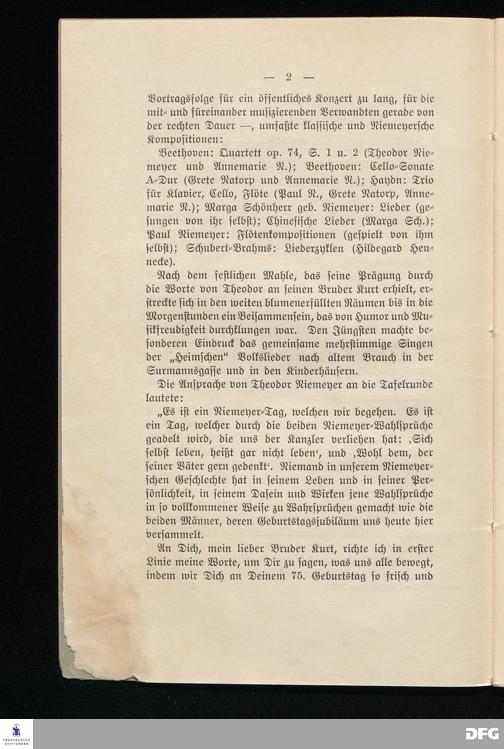 — 2 —
Vortragsfolge für ein öffentliches Konzert zu lang, für die
mit- und füreinander musizierenden Verwandten gerade von
der rechten Dauer —, umfaßte klassische und Niemeyersche
Kompositionen:
Beethoven: Quartett op. 74, S. 1 u. 2 (Theodor Nie-
meyer und Annemarie N.); Beethoven: Cello-Sonate
A-Dur (Grete Natorp und Annemarie N.); Haydn: Trio
für Klavier, Cello, Flöte (Paul N., Grete Natorp, Anne-
marie N.); Marga Schönherr geb. Niemeyer: Lieder (ge-
sungen von ihr selbst); Chinesische Lieder (Marga Sch.);
Paul Niemeyer: Flötenkompositionen (gespielt von ihm
selbst); Schubert-Brahms: Liederzyklen (Hildegard Hen-
necke).
Nach dem festlichen Mahle, das seine Prägung durch
die Worte von Theodor an seinen Bruder Kurt erhielt, er-
streckte sich in den weiten blumenerfüllten Räumen bis in die
Morgenstunden ein Beisammensein, das von Humor und Mu-
sikfreudigkeit durchklungen war. Den Jüngsten machte be-
sonderen Eindruck das gemeinsame mehrstimmige Singen
der „Heimschen“ Volkslieder nach altem Brauch in der
Surmannsgasse und in den Kinderhäusern.
Die Ansprache von Theodor Niemeyer an die Tafelrunde
lautete:
„Es ist ein Niemeyer-Tag, welchen wir begehen. Es ist
ein Tag, welcher durch die beiden Niemeyer-Wahlsprüche
geadelt wird, die uns der Kanzler verliehen hat: ‚Sich
selbst leben, heißt gar nicht leben‘, und ‚Wohl dem, der
seiner Väter gern gedenkt‘. Niemand in unserem Niemeyer-
schen Geschlechte hat in seinem Leben und in seiner Per-
sönlichkeit, in seinem Dasein und Wirken jene Wahlsprüche
in so vollkommener Weise zu Wahrsprüchen gemacht wie die
beiden Männer, deren Geburtstagsjubiläum uns heute hier
versammelt.
An Dich, mein lieber Bruder Kurt, richte ich in erster
Linie meine Worte, um Dir zu sagen, was uns alle bewegt,
indem wir Dich an Deinem 75. Geburtstag so frisch und
FRANCKESCHE
STIFTUNGEN
DFG